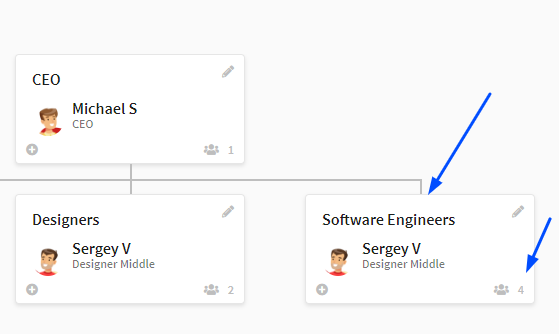 CEO
Michael S
CEO
1
Designers
Sergey V
Designer Middle
2
Software Engineers
Sergey V
Designer Middle
4